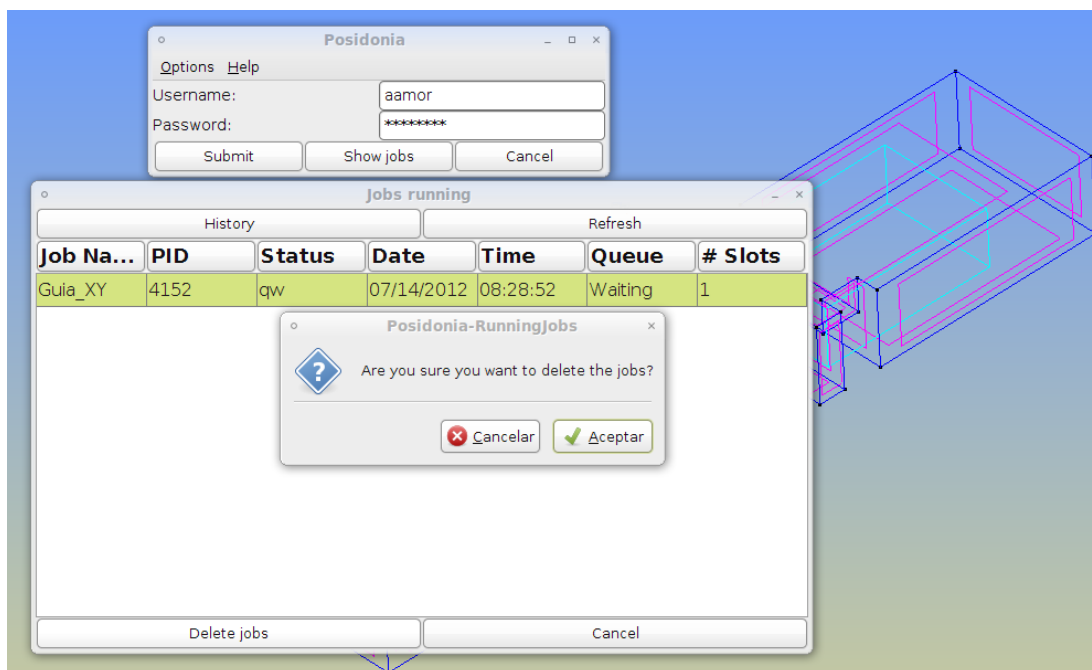 Posidonia
Options Help
Username: aamor
Password: ********
Submit Show jobs Cancel
Jobs running
History Refresh
Job Na... PID Status Date Time Queue # Slots
Guia_XY 4152 qw 07/14/2012 08:28:52 Waiting 1
Posidonia-RunningJobs
Are you sure you want to delete the jobs?
Cancelar Aceptar
Delete jobs Cancel